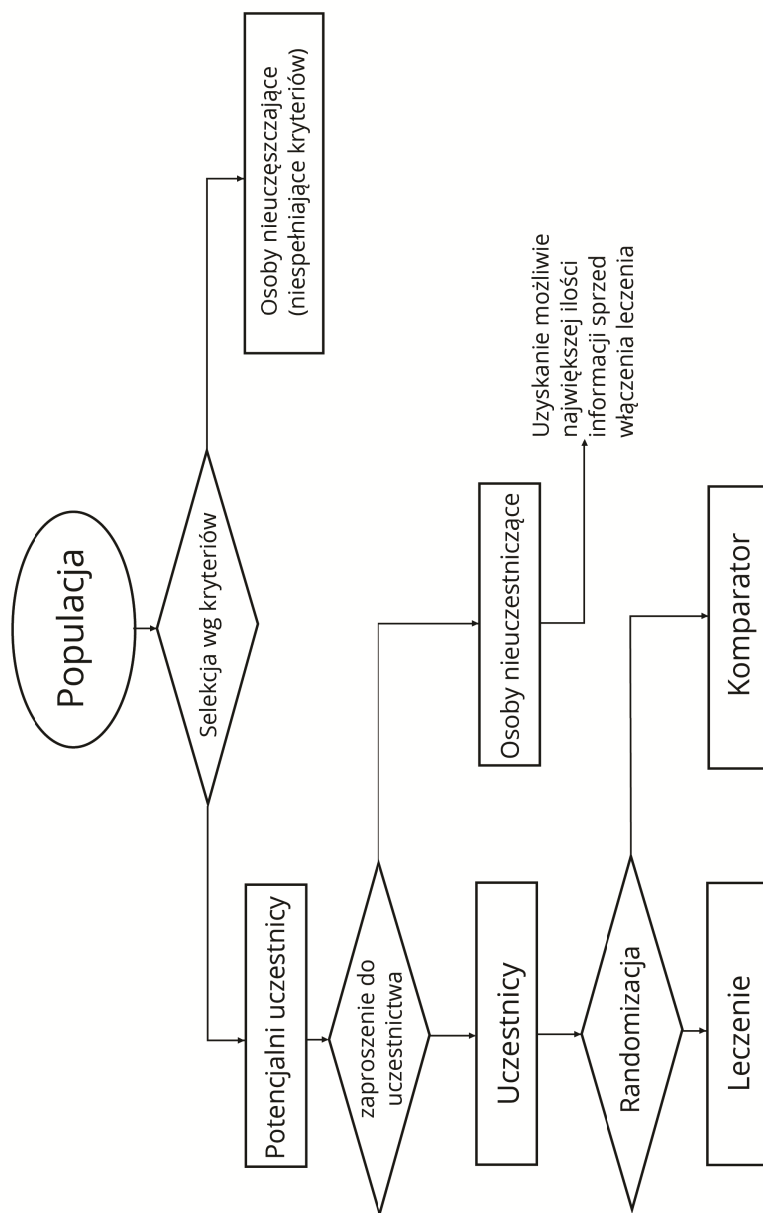 Populacja
Selekcja wg kryteriów
Osoby nieuczęszczające
(niespełniające kryteriów)
Potencjalni uczestnicy
zaproszenie do
uczestnictwa
Uczestnicy
Osoby nieuczestniczące
Uzyskanie możliwie
największej ilości
informacji sprzed
włączenia leczenia
Randomizacja
Leczenie
Komparator